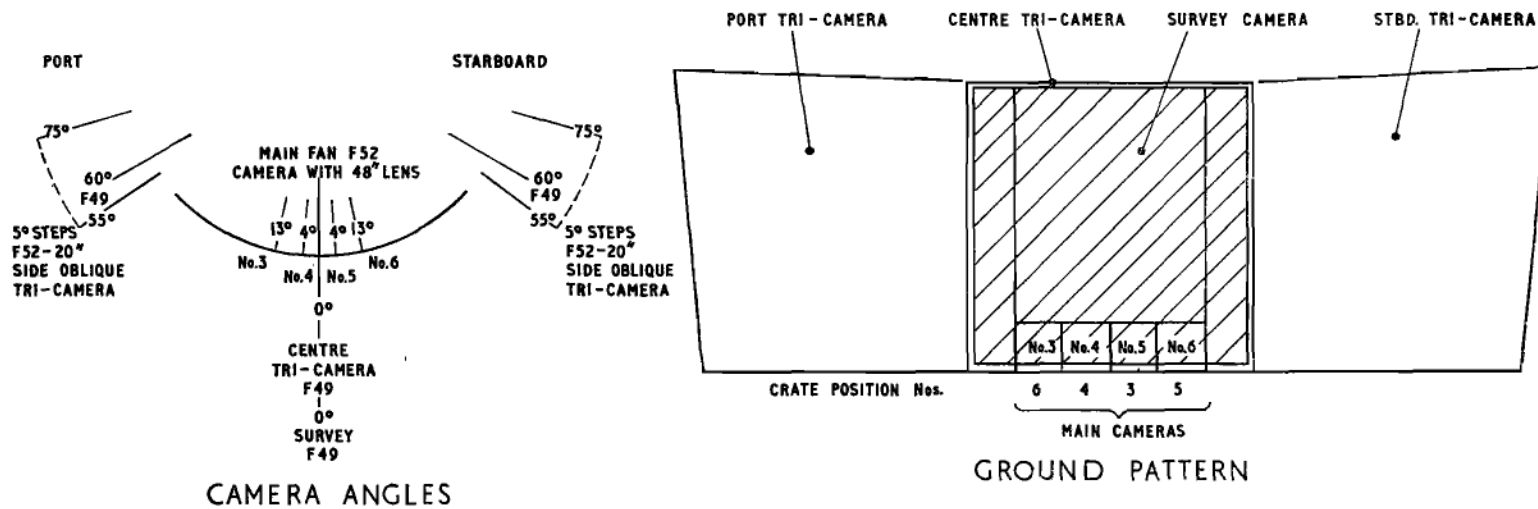 PORT
STARBOARD
75°
75°
MAIN FAN F52
CAMERA WITH 48" LENS
60°
F49
55°
60°
F49
55°
13°
4°
4°
13°
5° STEPS
F52-20"
SIDE OBLIQUE
TRI-CAMERA
No.3
No.4
No.5
No.6
5° STEPS
F52-20"
SIDE OBLIQUE
TRI-CAMERA
0°
CENTRE
TRI-CAMERA
F49
0°
SURVEY
F49
CAMERA ANGLES
PORT TRI-CAMERA
CENTRE TRI-CAMERA
SURVEY CAMERA
STBD. TRI-CAMERA
No.3
No.4
No.5
No.6
CRATE POSITION Nos.
6
4
3
5
MAIN CAMERAS
GROUND PATTERN